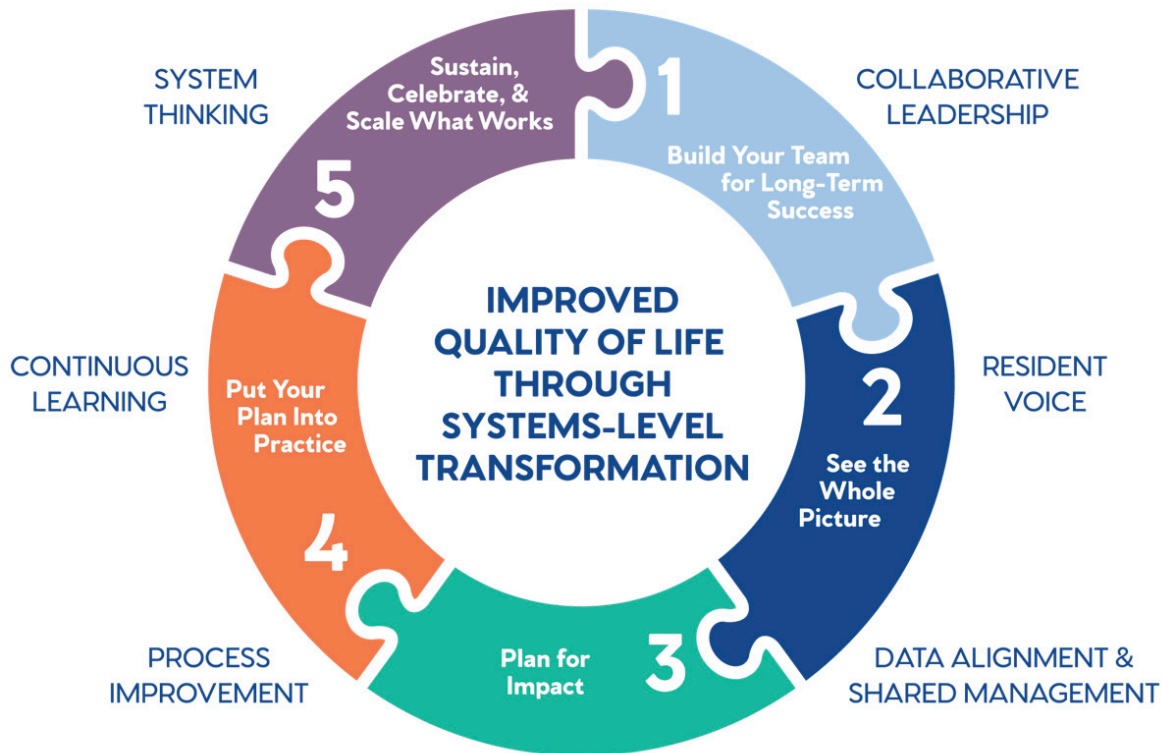 SYSTEM
THINKING
Sustain,
Celebrate, &
Scale What Works
5
1
Build Your Team
for Long-Term
Success
COLLABORATIVE
LEADERSHIP
IMPROVED
QUALITY OF LIFE
THROUGH
SYSTEMS-LEVEL
TRANSFORMATION
2
See the
Whole
Picture
RESIDENT
VOICE
CONTINUOUS
LEARNING
Put Your
Plan Into
Practice
4
Plan for
Impact
3
PROCESS
IMPROVEMENT
DATA ALIGNMENT &
SHARED MANAGEMENT